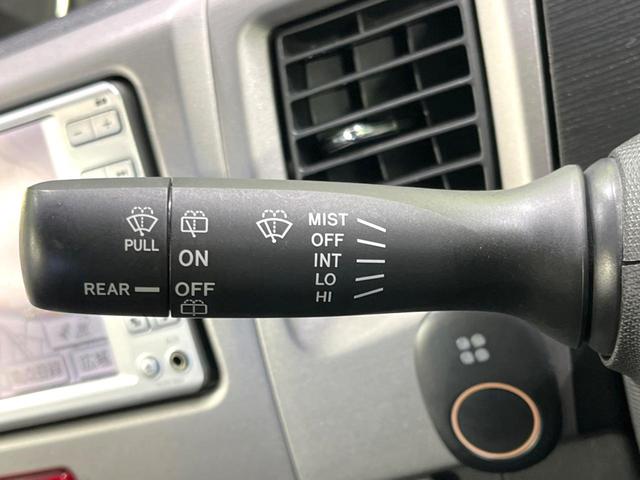 PULL
REAR
ON
OFF
MIST
OFF
INT
LO
HI